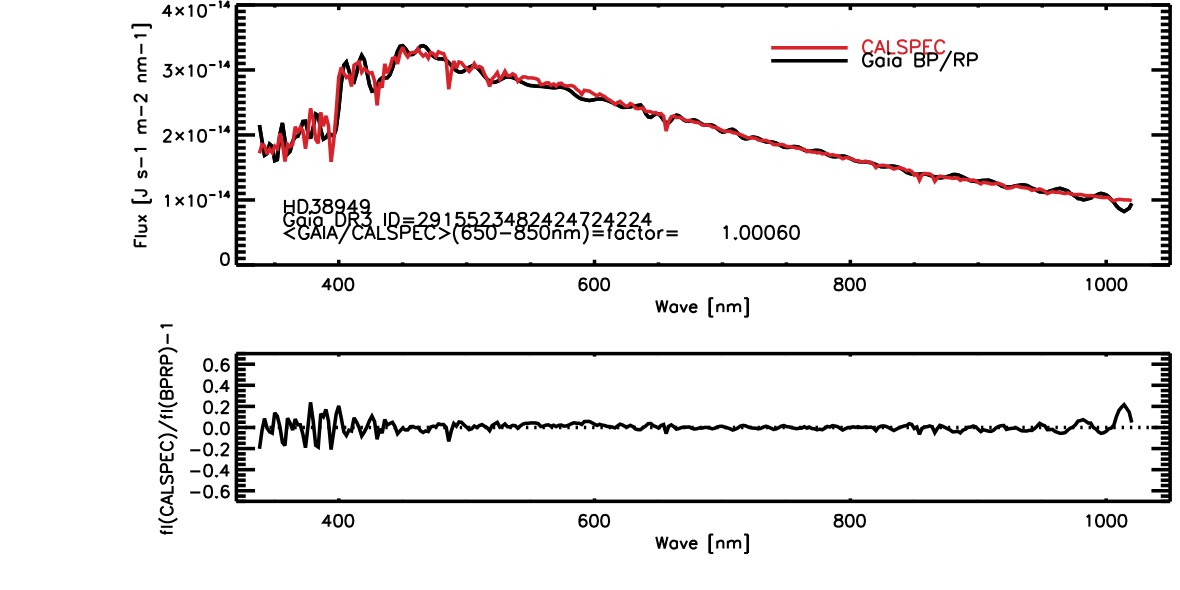 4×10⁻¹⁴
3×10⁻¹⁴
2×10⁻¹⁴
1×10⁻¹⁴
0
Flux [J s−1 m−2 nm−1]
CALSPEC
Gaia BP/RP
HD38949
Gaia DR3 ID=2915523482424724224
<GAIA/CALSPEC>(650−850nm)=factor= 1.00060
400 600 800 1000
Wave [nm]
fl(CALSPEC)/fl(BPRP)−1
0.6
0.4
0.2
0.0
−0.2
−0.4
−0.6
400 600 800 1000
Wave [nm]